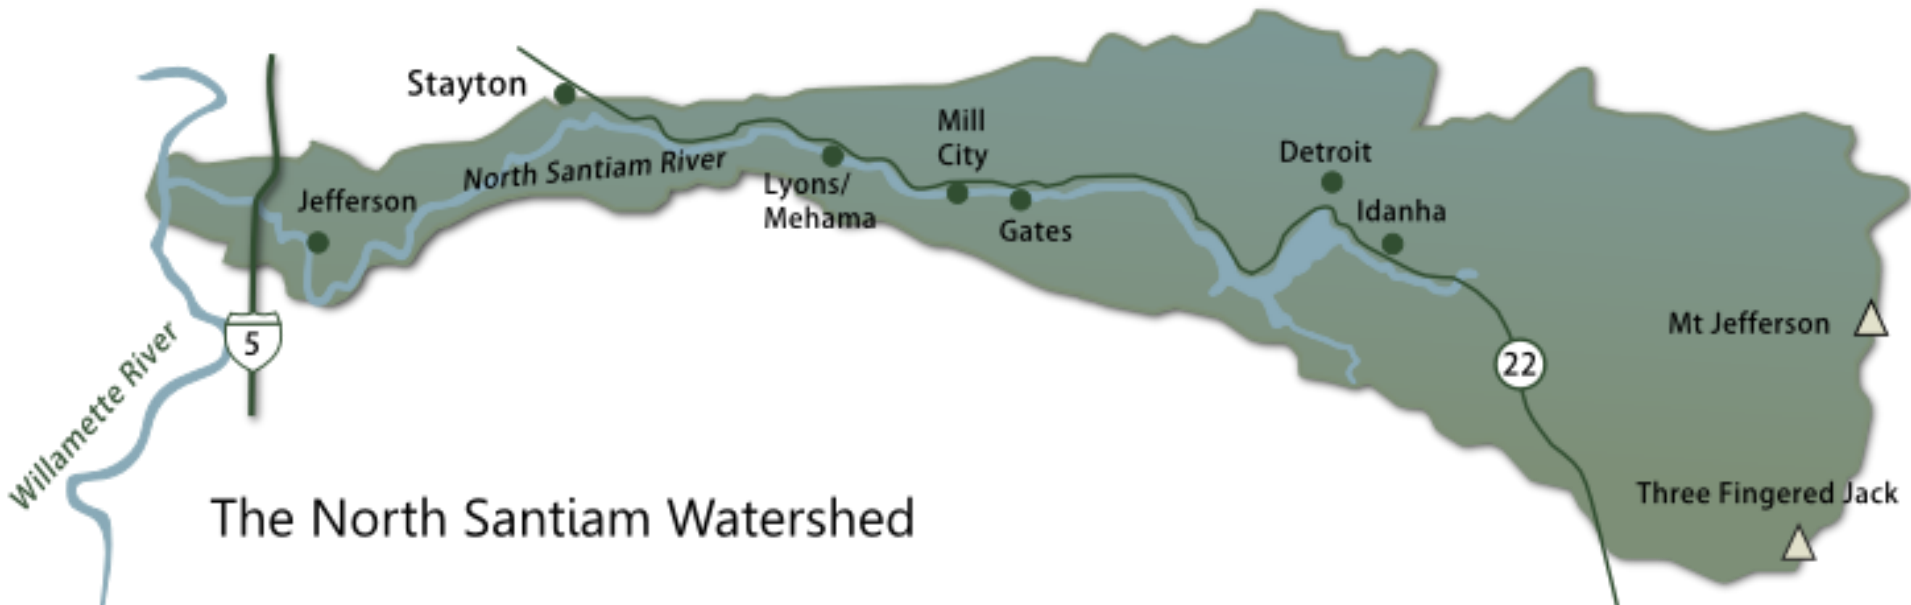 Stayton
Mill
City
Detroit
North Santiam River
Lyons/
Mehama
Jefferson
Idanha
Gates
Mt Jefferson
5
22
Willamette River
Three Fingered Jack
The North Santiam Watershed